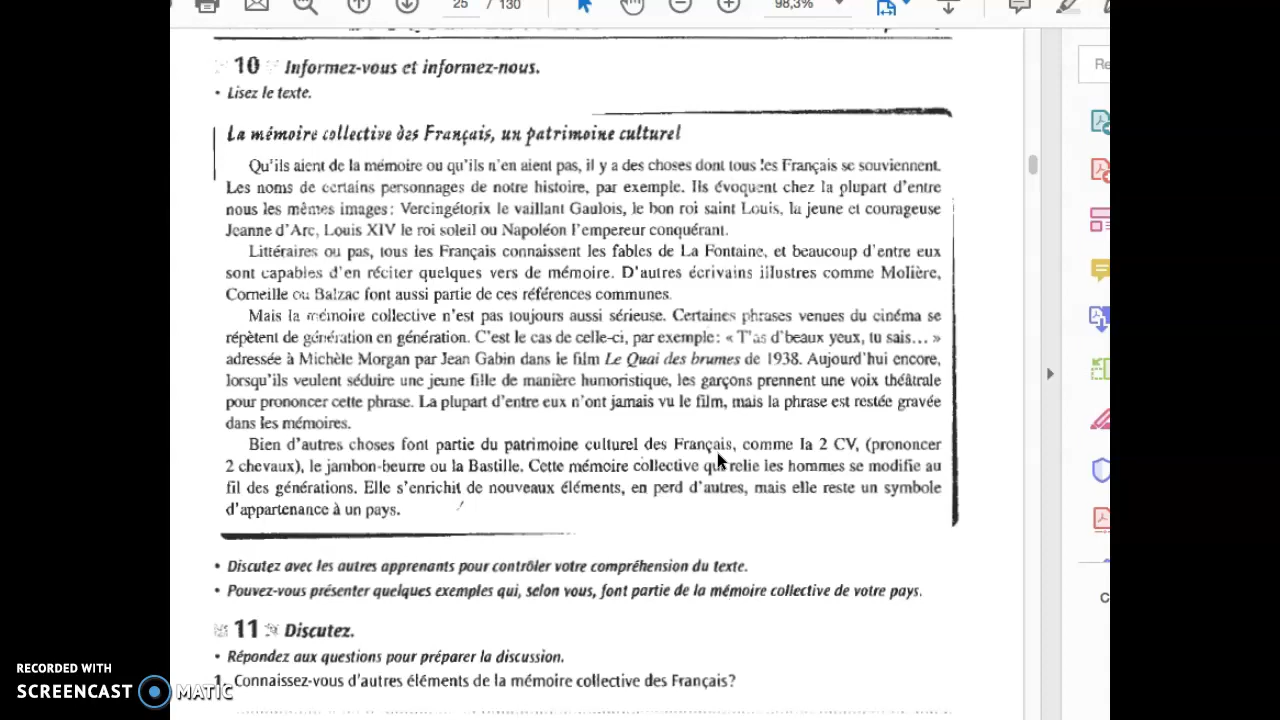 25 / 130
98,3%
10 Informez-vous et informez-nous.
• Lisez le texte.
La mémoire collective des Français, un patrimoine culturel
Qu'ils aient de la mémoire ou qu'ils n'en aient pas, il y a des choses dont tous les Français se souviennent.
Les noms de certains personnages de notre histoire, par exemple. Ils évoquent chez la plupart d'entre
nous les mêmes images : Vercingétorix le vaillant Gaulois, le bon roi saint Louis, la jeune et courageuse
Jeanne d'Arc, Louis XIV le roi soleil ou Napoléon l'empereur conquérant.
Littéraires ou pas, tous les Français connaissent les fables de La Fontaine, et beaucoup d'entre eux
sont capables d'en réciter quelques vers de mémoire. D'autres écrivains illustres comme Molière,
Corneille ou Balzac font aussi partie de ces références communes.
Mais la mémoire collective n'est pas toujours aussi sérieuse. Certaines phrases venues du cinéma se
répètent de génération en génération. C'est le cas de celle-ci, par exemple : « T'as d'beaux yeux, tu sais... »
adressée à Michèle Morgan par Jean Gabin dans le film Le Quai des brumes de 1938. Aujourd'hui encore,
lorsqu'ils veulent séduire une jeune fille de manière humoristique, les garçons prennent une voix théâtrale
pour prononcer cette phrase. La plupart d'entre eux n'ont jamais vu le film, mais la phrase est restée gravée
dans les mémoires.
Bien d'autres choses font partie du patrimoine culturel des Français, comme la 2 CV, (prononcer
2 chevaux), le jambon-beurre ou la Bastille. Cette mémoire collective qui relie les hommes se modifie au
fil des générations. Elle s'enrichit de nouveaux éléments, en perd d'autres, mais elle reste un symbole
d'appartenance à un pays.
• Discutez avec les autres apprenants pour contrôler votre compréhension du texte.
• Pouvez-vous présenter quelques exemples qui, selon vous, font partie de la mémoire collective de votre pays.
11 Discutez.
• Répondez aux questions pour préparer la discussion.
1. Connaissez-vous d'autres éléments de la mémoire collective des Français?
Re
C
RECORDED WITH
SCREENCAST MATIC